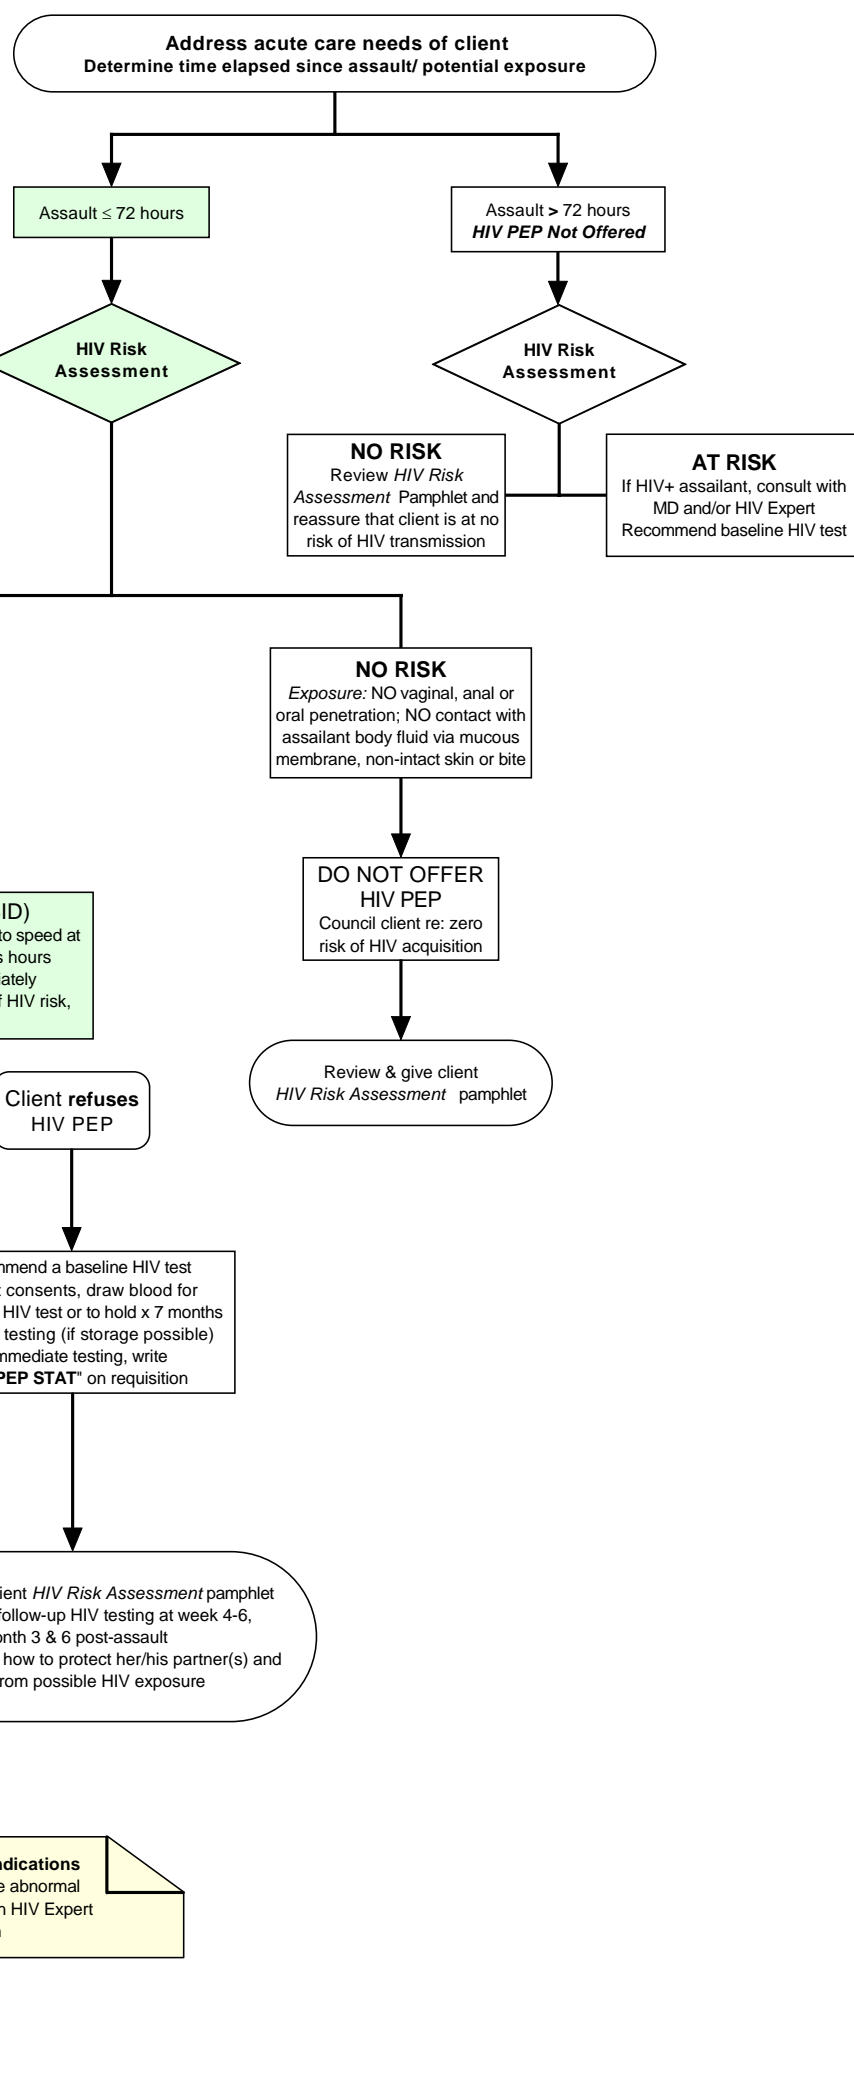 Address acute care needs of client
Determine time elapsed since assault/ potential exposure
Assault ≤ 72 hours
Assault > 72 hours
HIV PEP Not Offered
HIV Risk
Assessment
HIV Risk
Assessment
NO RISK
Review HIV Risk
Assessment Pamphlet and
reassure that client is at no
risk of HIV transmission
AT RISK
If HIV+ assailant, consult with
MD and/or HIV Expert
Recommend baseline HIV test
NO RISK
Exposure: NO vaginal, anal or
oral penetration; NO contact with
assailant body fluid via mucous
membrane, non-intact skin or bite
DO NOT OFFER
HIV PEP
Council client re: zero
risk of HIV acquisition
Review & give client
HIV Risk Assessment pamphlet
ID)
to speed at
s hours
iately
f HIV risk,
Client refuses
HIV PEP
mmend a baseline HIV test
t consents, draw blood for
HIV test or to hold x 7 months
testing (if storage possible)
mmediate testing, write
PEP STAT" on requisition
ient HIV Risk Assessment pamphlet
follow-up HIV testing at week 4-6,
onth 3 & 6 post-assault
how to protect her/his partner(s) and
rom possible HIV exposure
ndications
e abnormal
n HIV Expert